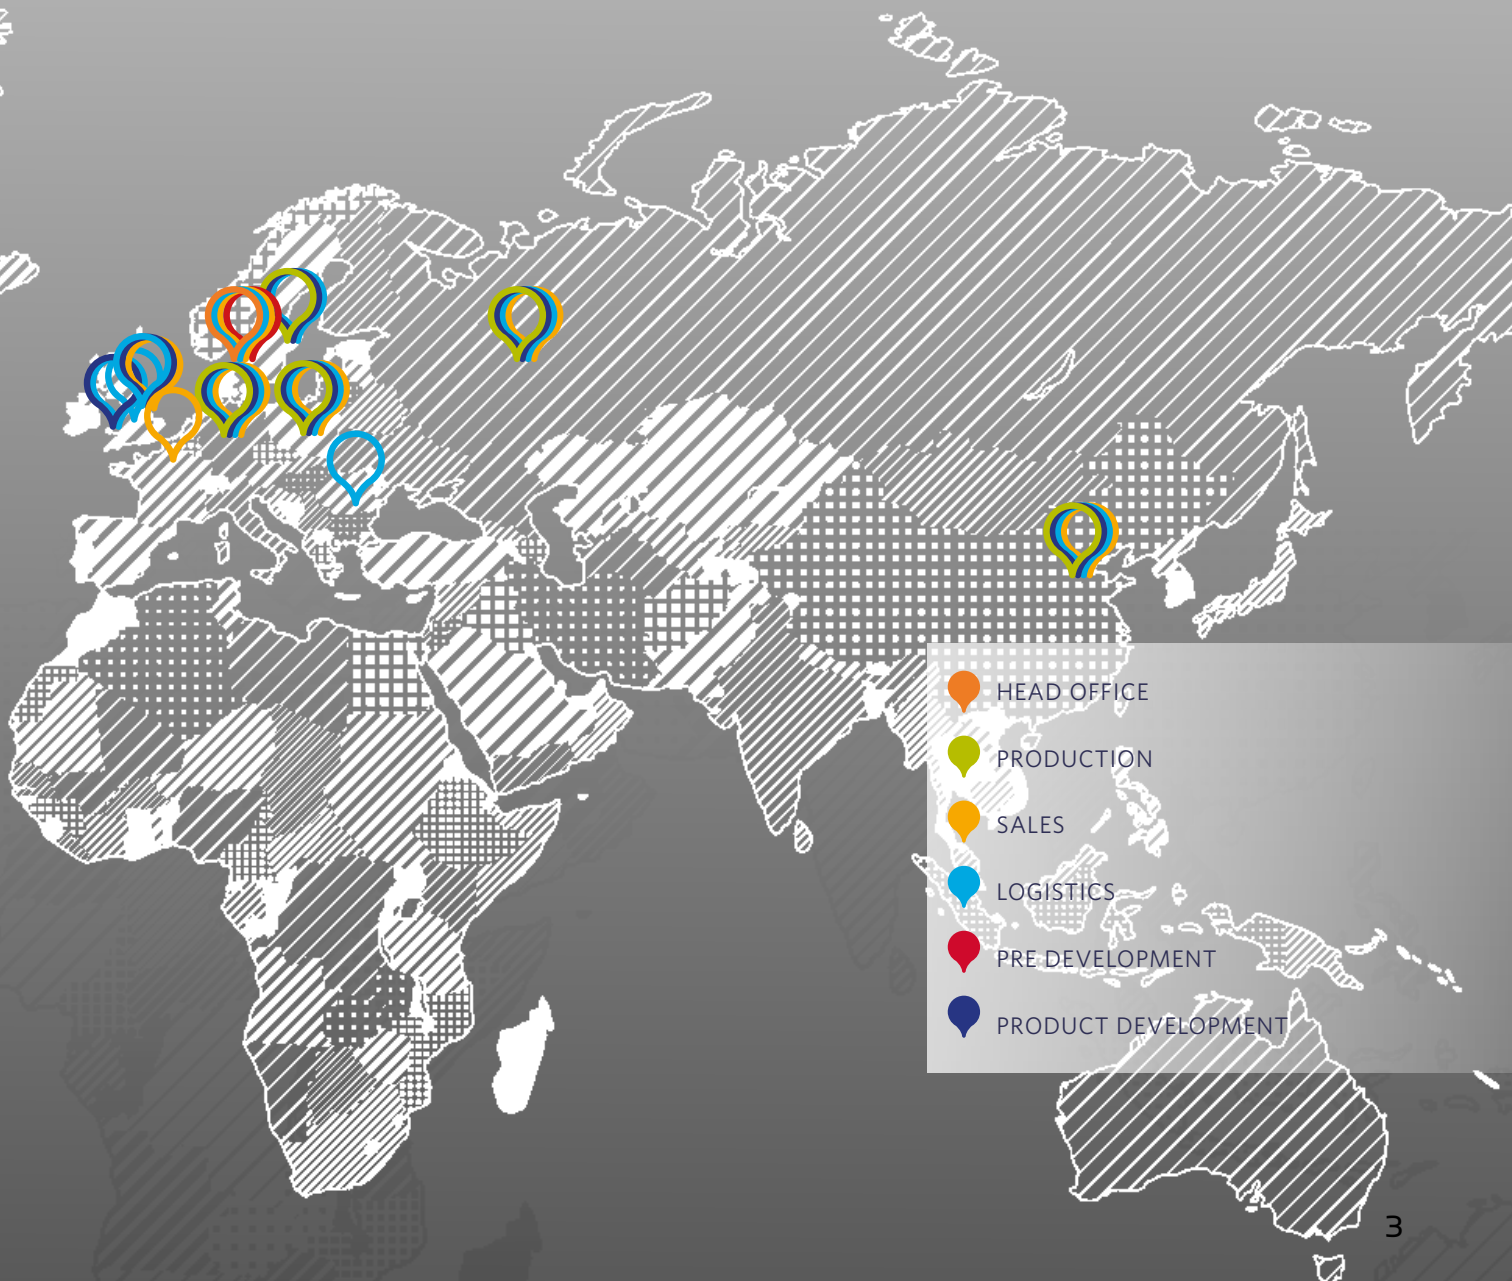 HEAD OFFICE
PRODUCTION
SALES
LOGISTICS
PRE DEVELOPMENT
PRODUCT DEVELOPMENT
3